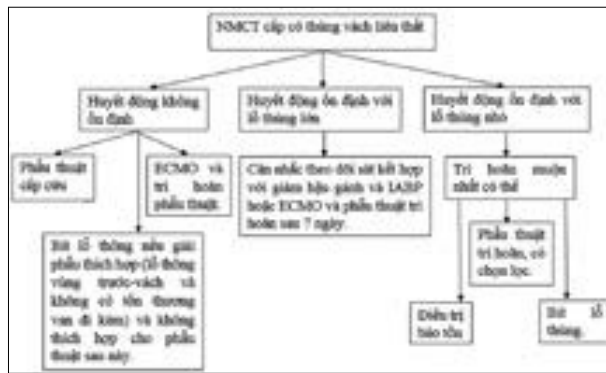 NMCT cấp có thủng vách liên thất
Huyết động không
ổn định
Huyết động ổn định với
lỗ thủng lớn
Huyết động ổn định với
lỗ thủng nhỏ
Phẫu thuật
cấp cứu
ECMO và
trì hoãn
phẫu thuật
Cân nhắc theo dõi sát kết hợp
với giảm hậu gánh và IABP
hoặc ECMO và phẫu thuật trì
hoãn sau 7 ngày.
Trì hoãn muộn
nhất có thể
Bít lỗ thông nếu giải
phẫu thích hợp (lỗ thông
vùng trước-vách và
không có tổn thương
van đi kèm) và không
thích hợp cho phẫu
thuật sau này.
Phẫu thuật
trì hoãn, có
chọn lọc.
Điều trị
bảo tồn
Bít lỗ
thủng.